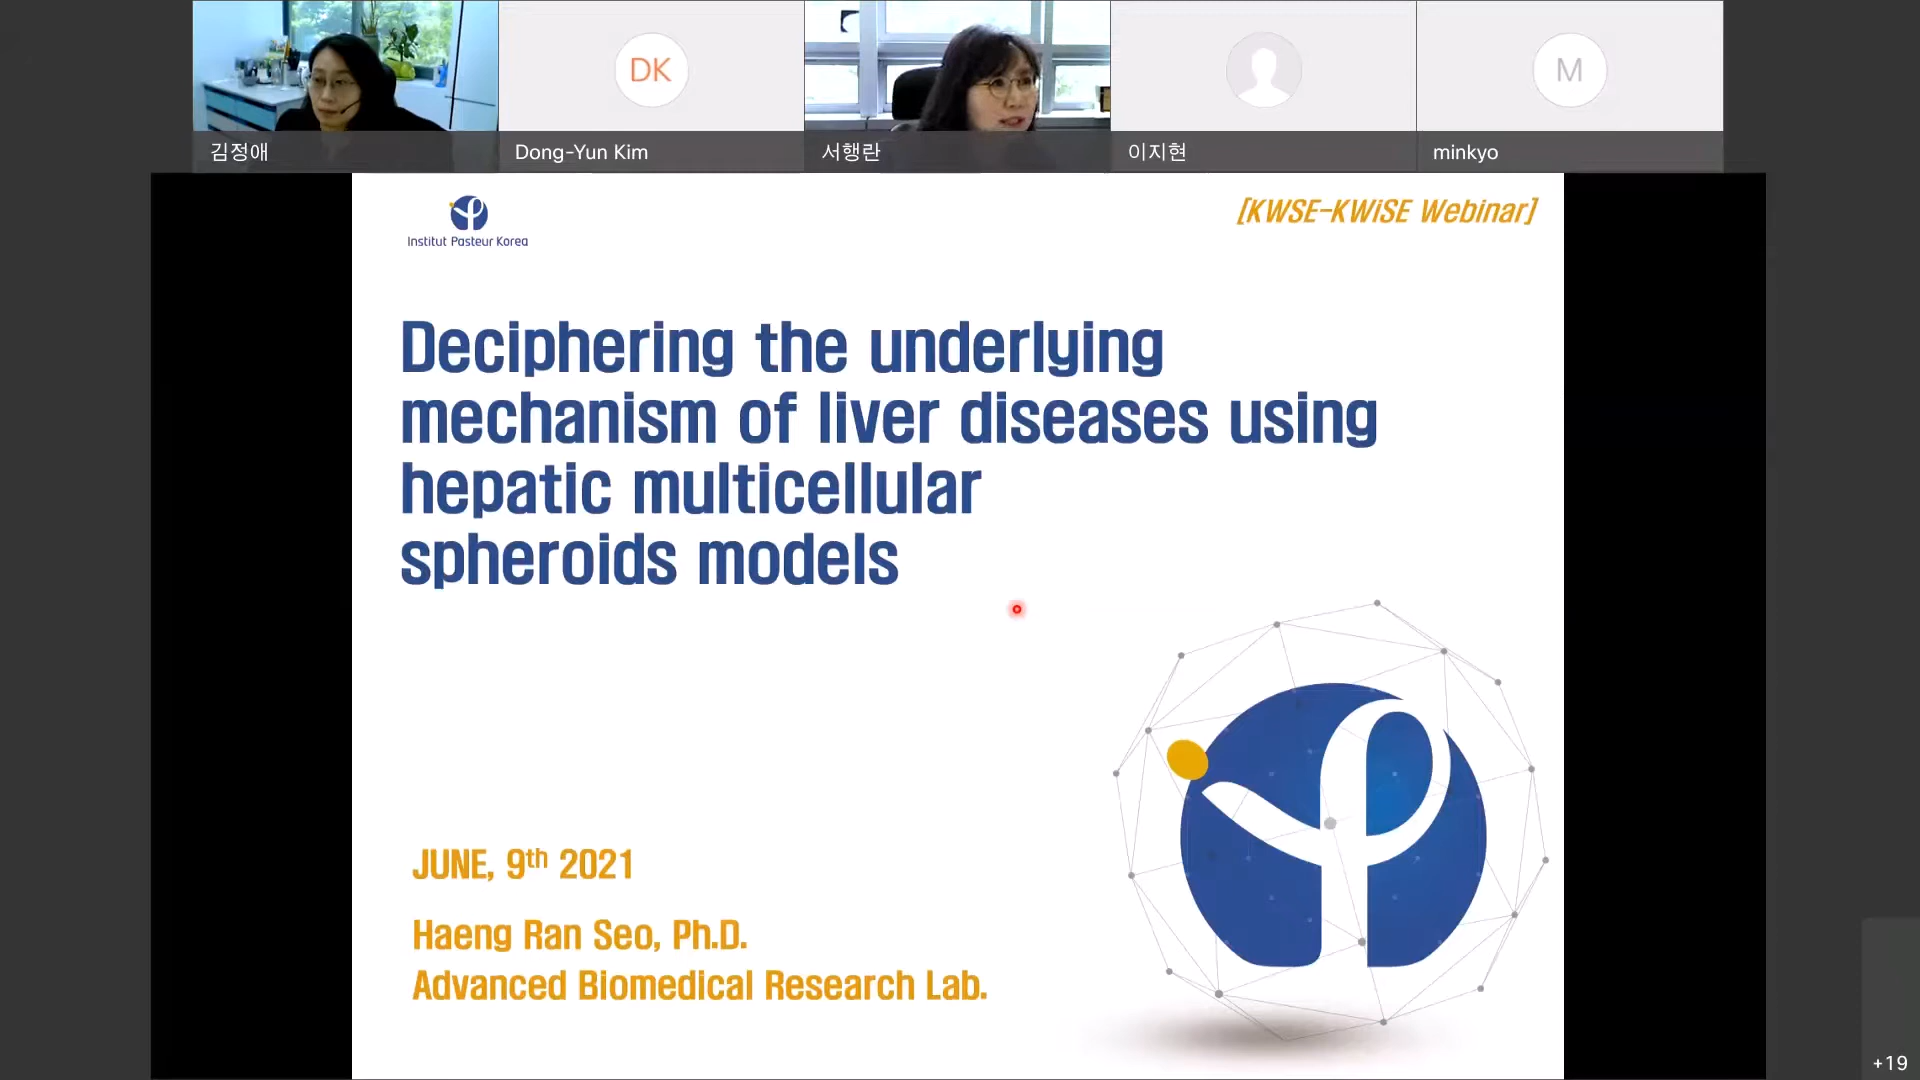 DK
M
김정애
Dong-Yun Kim
서행란
이지현
minkyo
Institut Pasteur Korea
[KWSE-KWiSE Webinar]
Deciphering the underlying
mechanism of liver diseases using
hepatic multicellular
spheroids models
JUNE, 9th 2021
Haeng Ran Seo, Ph.D.
Advanced Biomedical Research Lab.
+19